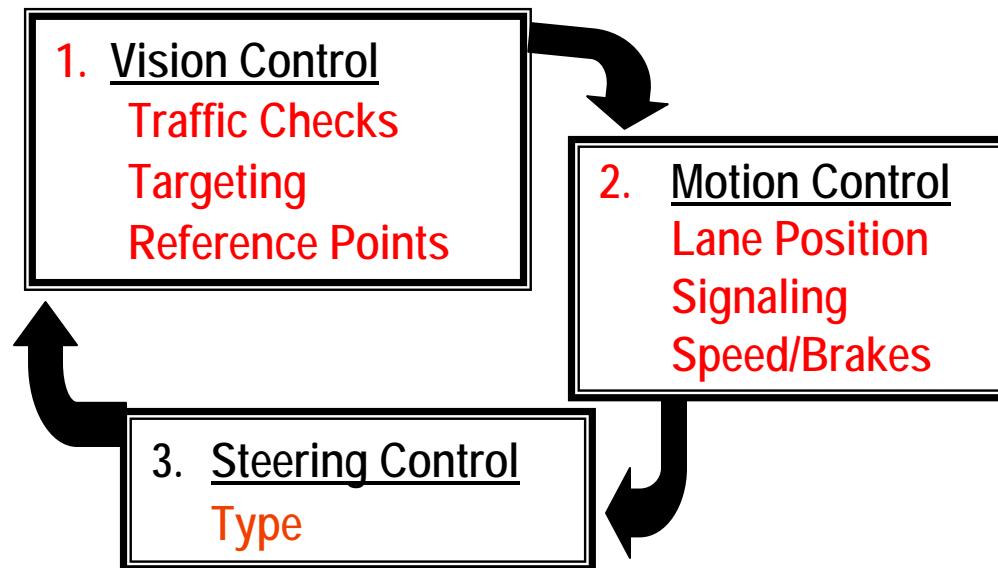 1. Vision Control
Traffic Checks
Targeting
Reference Points
2. Motion Control
Lane Position
Signaling
Speed/Brakes
3. Steering Control
Type